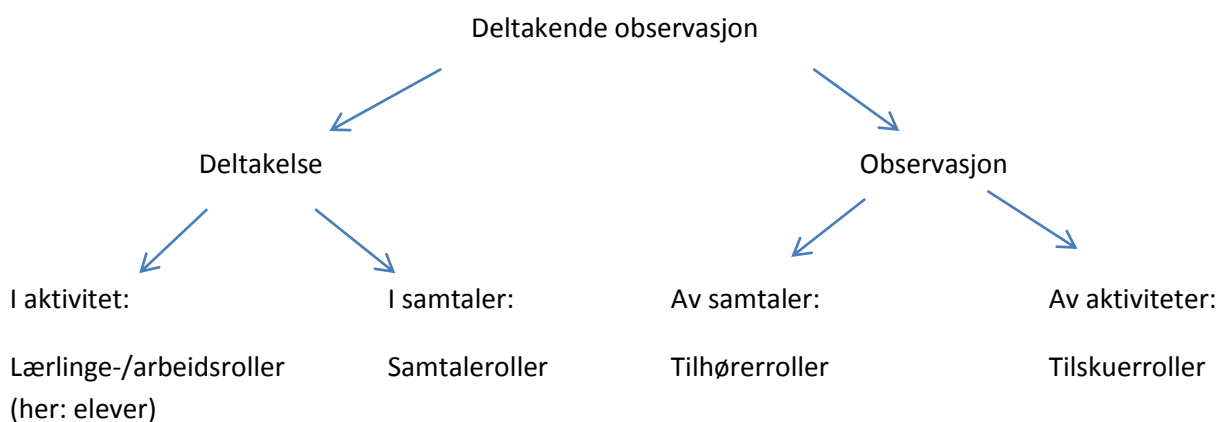 Deltakende observasjon
Deltakelse
Observasjon
I aktivitet:
I samtaler:
Av samtaler:
Av aktiviteter:
Lærlinge-/arbeidsroller
(her: elever)
Samtaleroller
Tilhørerroller
Tilskuerroller